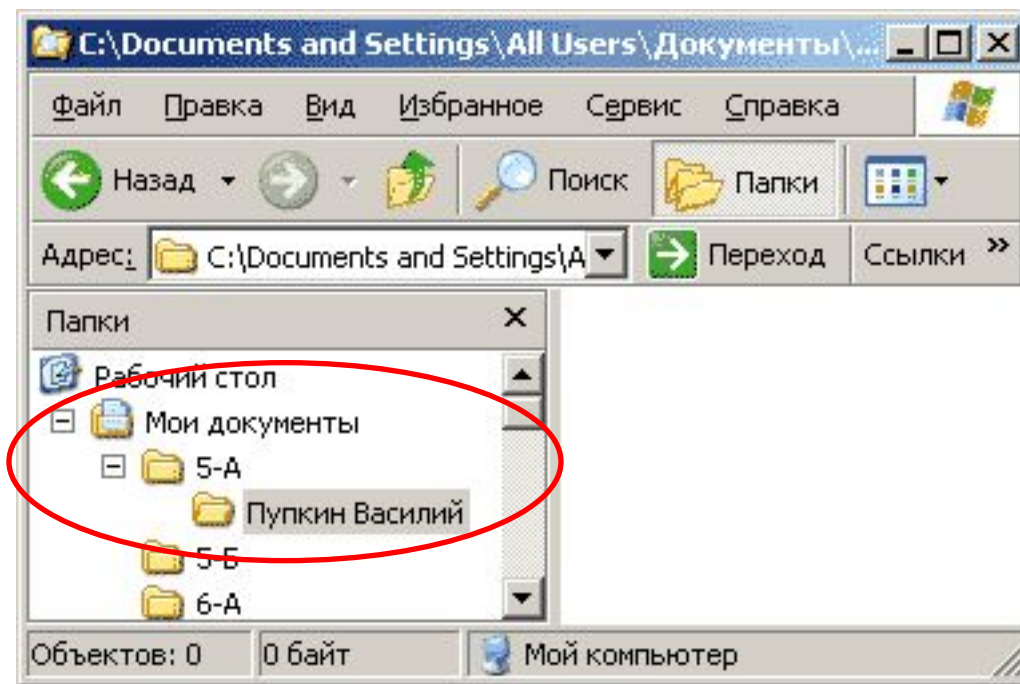 C:\Documents and Settings\All Users\Документы\...
Файл Правка Вид Избранное Сервис Справка
Назад Поиск Папки
Адрес: C:\Documents and Settings\A Переход Ссылки »
Папки
Рабочий стол
Мои документы
5-А
Пупкин Василий
5-Б
6-А
Объектов: 0 0 байт Мой компьютер